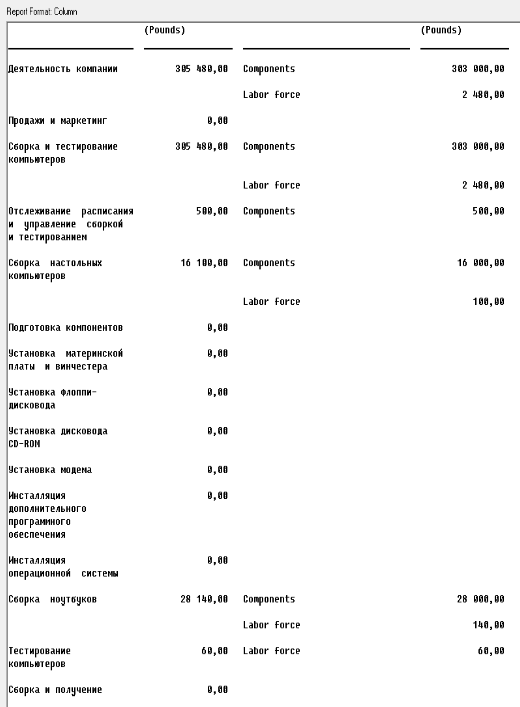 Report Format: Column
(Pounds) (Pounds)
Деятельность компании 305 480,00 Components 303 000,00
Labor force 2 480,00
Продажи и маркетинг 0,00
Сборка и тестирование 305 480,00 Components 303 000,00
компьютеров
Labor force 2 480,00
Отслеживание расписания 500,00 Components 500,00
и управление сборкой
и тестированием
Сборка настольных 16 100,00 Components 16 000,00
компьютеров
Labor force 100,00
Подготовка компонентов 0,00
Установка материнской 0,00
платы и винчестера
Установка флоппи- 0,00
дисковода
Установка дисковода 0,00
CD-ROM
Установка модема 0,00
Инсталляция 0,00
дополнительного
программного
обеспечения
Инсталляция 0,00
операционной системы
Сборка ноутбуков 28 140,00 Components 28 000,00
Labor force 140,00
Тестирование 60,00 Labor force 60,00
компьютеров
Сборка и получение 0,00